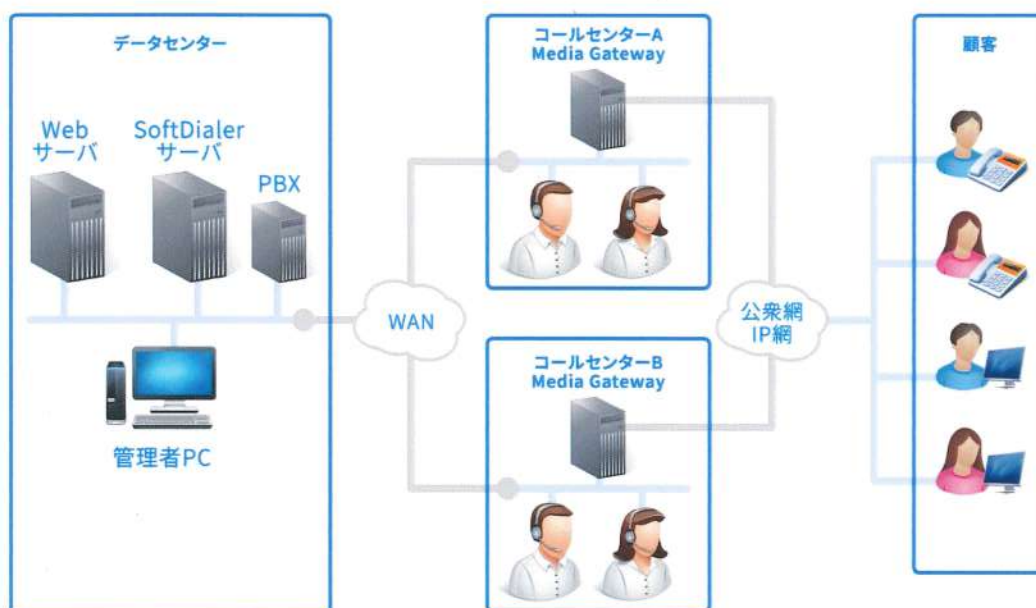 データセンター
Web
サーバ
SoftDialer
サーバ
PBX
管理者PC
WAN
コールセンターA
Media Gateway
コールセンターB
Media Gateway
公衆網
IP網
顧客